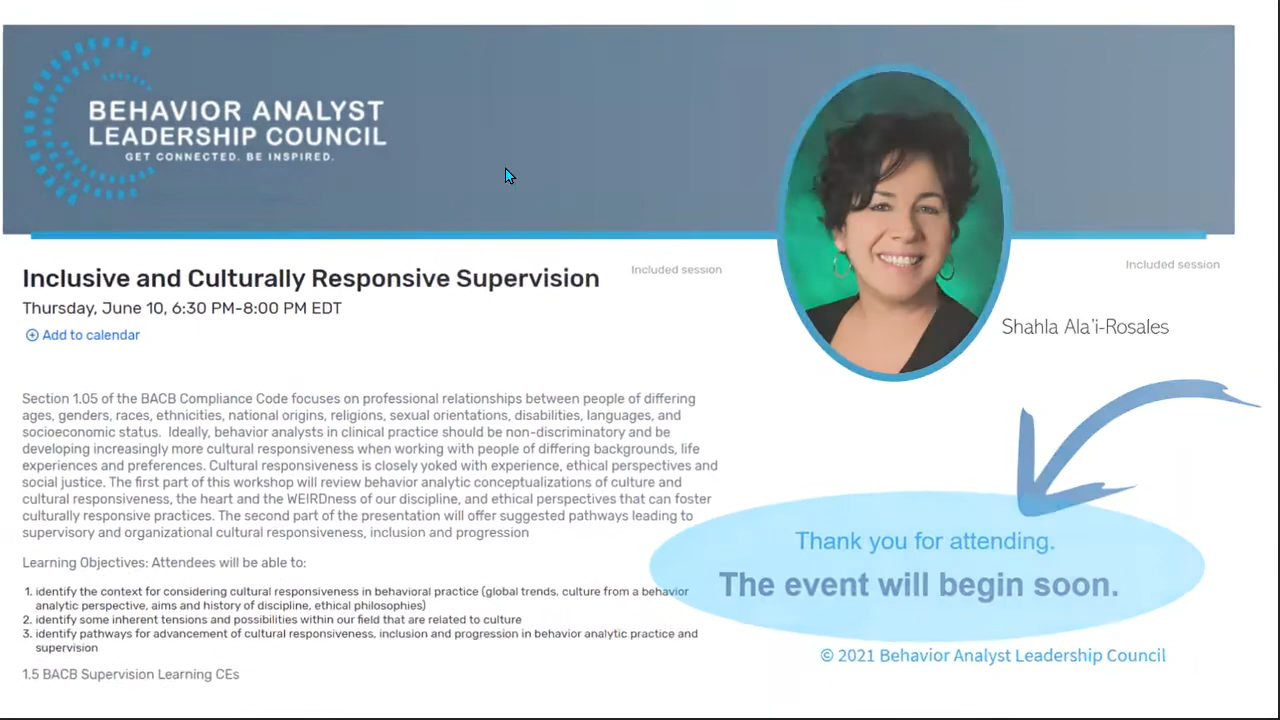 BEHAVIOR ANALYST
LEADERSHIP COUNCIL
GET CONNECTED. BE INSPIRED.
Inclusive and Culturally Responsive Supervision
Included session
Included session
Thursday, June 10, 6:30 PM-8:00 PM EDT
Add to calendar
Shahla Ala'i-Rosales
Section 1.05 of the BACB Compliance Code focuses on professional relationships between people of differing
ages, genders, races, ethnicities, national origins, religions, sexual orientations, disabilities, languages, and
socioeconomic status.  Ideally, behavior analysts in clinical practice should be non-discriminatory and be
developing increasingly more cultural responsiveness when working with people of differing backgrounds, life
experiences and preferences. Cultural responsiveness is closely yoked with experience, ethical perspectives and
social justice. The first part of this workshop will review behavior analytic conceptualizations of culture and
cultural responsiveness, the heart and the WEIRDness of our discipline, and ethical perspectives that can foster
culturally responsive practices. The second part of the presentation will offer suggested pathways leading to
supervisory and organizational cultural responsiveness, inclusion and progression
Learning Objectives: Attendees will be able to:
1. identify the context for considering cultural responsiveness in behavioral practice (global trends, culture from a behavior
analytic perspective, aims and history of discipline, ethical philosophies)
2. identify some inherent tensions and possibilities within our field that are related to culture
3. identify pathways for advancement of cultural responsiveness, inclusion and progression in behavior analytic practice and
supervision
1.5 BACB Supervision Learning CEs
Thank you for attending.
The event will begin soon.
© 2021 Behavior Analyst Leadership Council